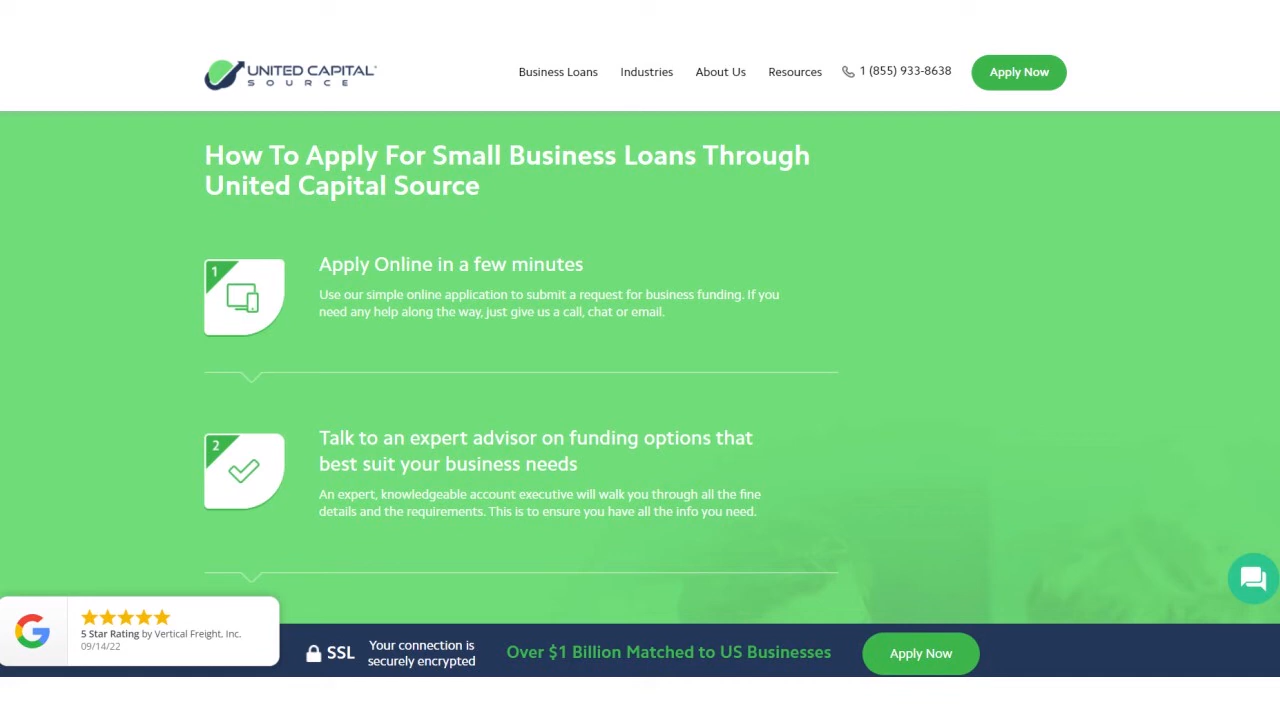 UNITED CAPITAL
SOURCE
Business Loans
Industries
About Us
Resources
1 (855) 933-8638
Apply Now
How To Apply For Small Business Loans Through
United Capital Source
1
Apply Online in a few minutes
Use our simple online application to submit a request for business funding. If you
need any help along the way, just give us a call, chat or email.
2
Talk to an expert advisor on funding options that
best suit your business needs
An expert, knowledgeable account executive will walk you through all the fine
details and the requirements. This is to ensure you have all the info you need.
G
5 Star Rating by Vertical Freight, Inc.
09/14/22
SSL
Your connection is
securely encrypted
Over $1 Billion Matched to US Businesses
Apply Now